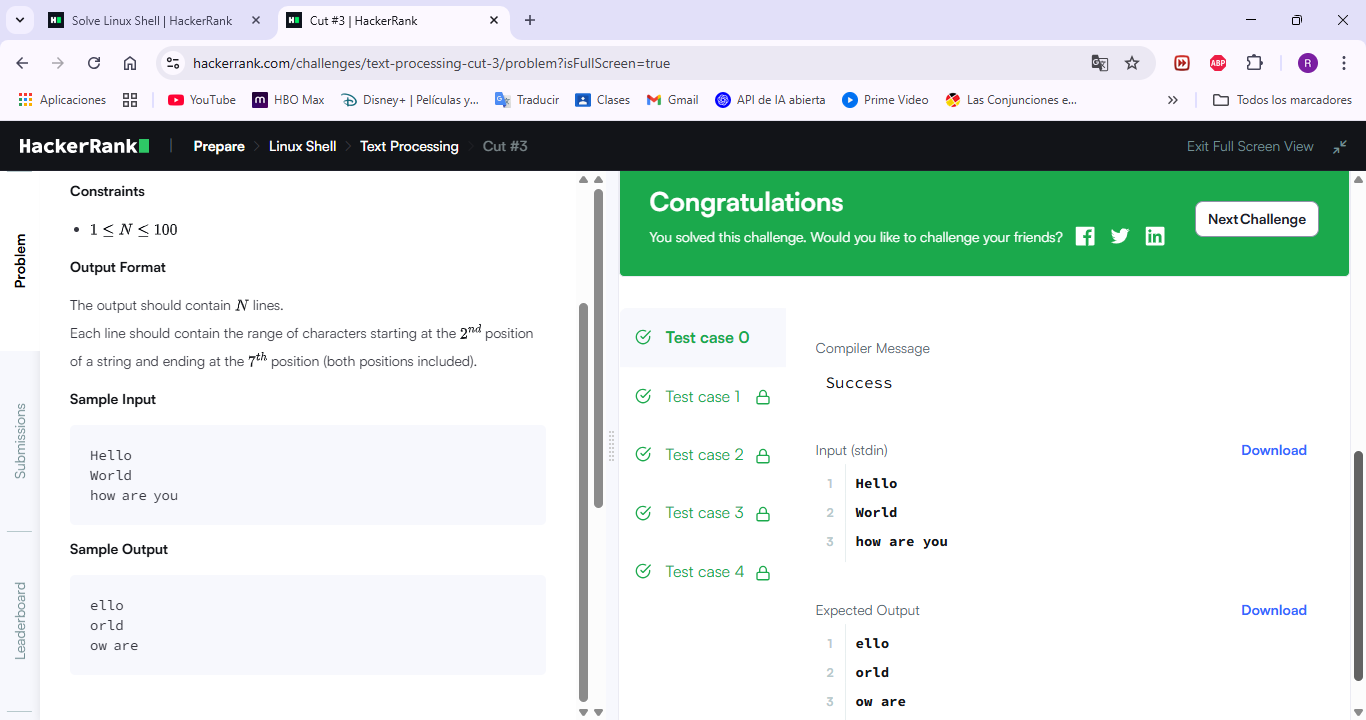 Solve Linux Shell | HackerRank
Cut #3 | HackerRank
hackerrank.com/challenges/text-processing-cut-3/problem?isFullScreen=true
ABP
R
Aplicaciones
YouTube
HBO Max
Disney+ | Películas y...
Traducir
Clases
Gmail
API de IA abierta
Prime Video
Las Conjunciones e...
Todos los marcadores
HackerRank
Prepare
Linux Shell
Text Processing
Cut #3
Exit Full Screen View
Problem
Submissions
Leaderboard
Constraints
• 1 ≤ N ≤ 100
Output Format
The output should contain N lines.
Each line should contain the range of characters starting at the 2nd position
of a string and ending at the 7th position (both positions included).
Sample Input
Hello
World
how are you
Sample Output
ello
orld
ow are
Congratulations
You solved this challenge. Would you like to challenge your friends?
Next Challenge
Test case 0
Test case 1
Test case 2
Test case 3
Test case 4
Compiler Message
Success
Input (stdin)
Download
1 Hello
2 World
3 how are you
Expected Output
Download
1 ello
2 orld
3 ow are